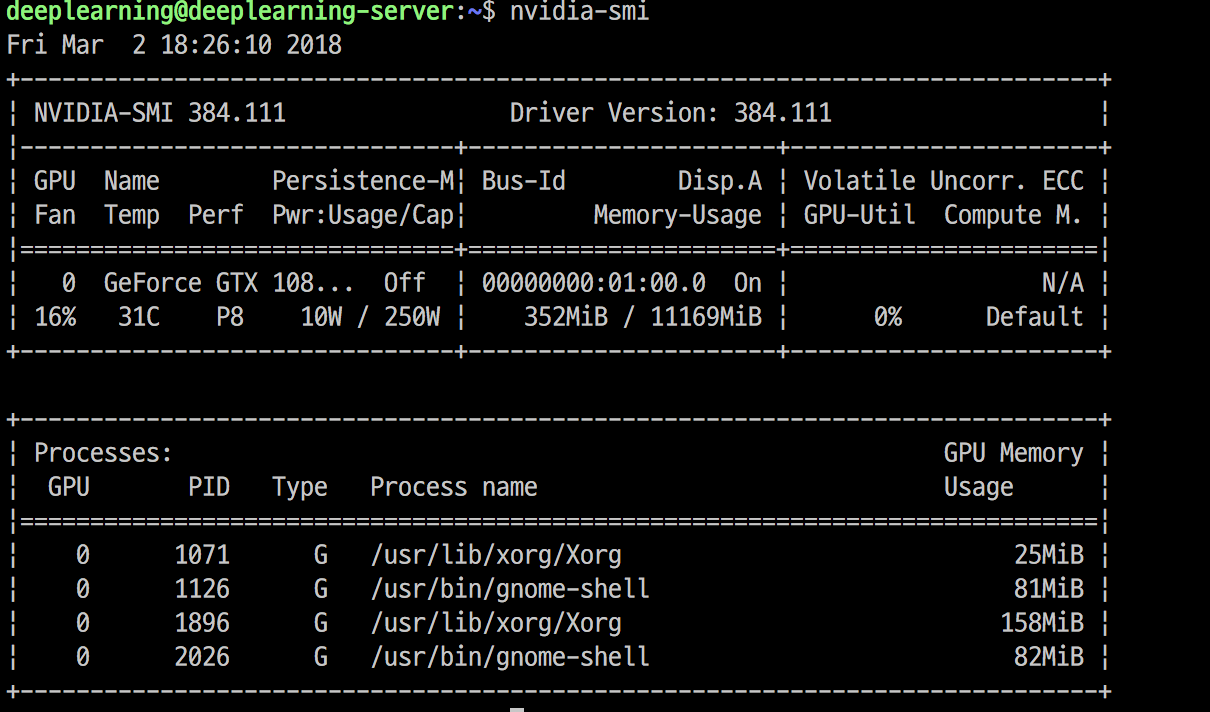 deeplearning@deeplearning-server:~$ nvidia-smi
Fri Mar  2 18:26:10 2018
+-----------------------------------------------------------------------------+
| NVIDIA-SMI 384.111                Driver Version: 384.111                   |
|-------------------------------+----------------------+----------------------+
| GPU  Name        Persistence-M| Bus-Id        Disp.A | Volatile Uncorr. ECC |
| Fan  Temp  Perf  Pwr:Usage/Cap|         Memory-Usage | GPU-Util  Compute M. |
|===============================+======================+======================|
|   0  GeForce GTX 108...  Off  | 00000000:01:00.0  On |                  N/A |
| 16%   31C    P8    10W / 250W |    352MiB / 11169MiB |      0%      Default |
+-------------------------------+----------------------+----------------------+

+-----------------------------------------------------------------------------+
| Processes:                                                       GPU Memory |
|  GPU       PID   Type   Process name                             Usage      |
|=============================================================================|
|    0      1071      G   /usr/lib/xorg/Xorg                            25MiB |
|    0      1126      G   /usr/bin/gnome-shell                          81MiB |
|    0      1896      G   /usr/lib/xorg/Xorg                           158MiB |
|    0      2026      G   /usr/bin/gnome-shell                          82MiB |
+-----------------------------------------------------------------------------+